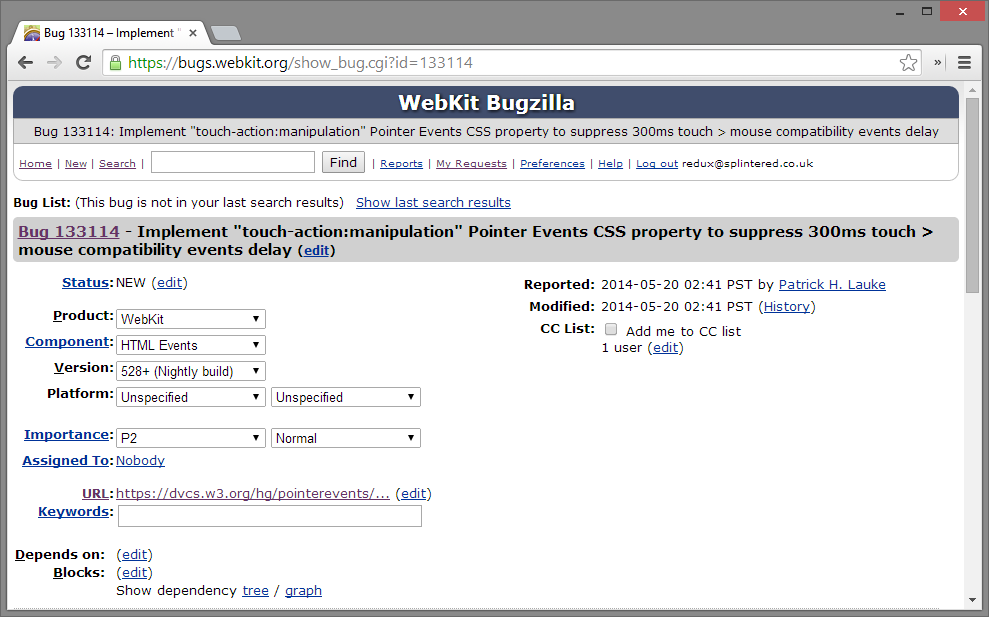 Bug 133114 – Implement "
https://bugs.webkit.org/show_bug.cgi?id=133114
WebKit Bugzilla
Bug 133114: Implement "touch-action:manipulation" Pointer Events CSS property to suppress 300ms touch > mouse compatibility events delay
Home | New | Search | Find | Reports | My Requests | Preferences | Help | Log out redux@splintered.co.uk
Bug List: (This bug is not in your last search results) Show last search results
Bug 133114 - Implement "touch-action:manipulation" Pointer Events CSS property to suppress 300ms touch >
mouse compatibility events delay (edit)
Status: NEW (edit)
Product: WebKit
Component: HTML Events
Version: 528+ (Nightly build)
Platform: Unspecified Unspecified
Importance: P2 Normal
Assigned To: Nobody
URL: https://dvcs.w3.org/hg/pointerevents/... (edit)
Keywords:
Depends on: (edit)
Blocks: (edit)
Show dependency tree / graph
Reported: 2014-05-20 02:41 PST by Patrick H. Lauke
Modified: 2014-05-20 02:41 PST (History)
CC List: Add me to CC list
1 user (edit)